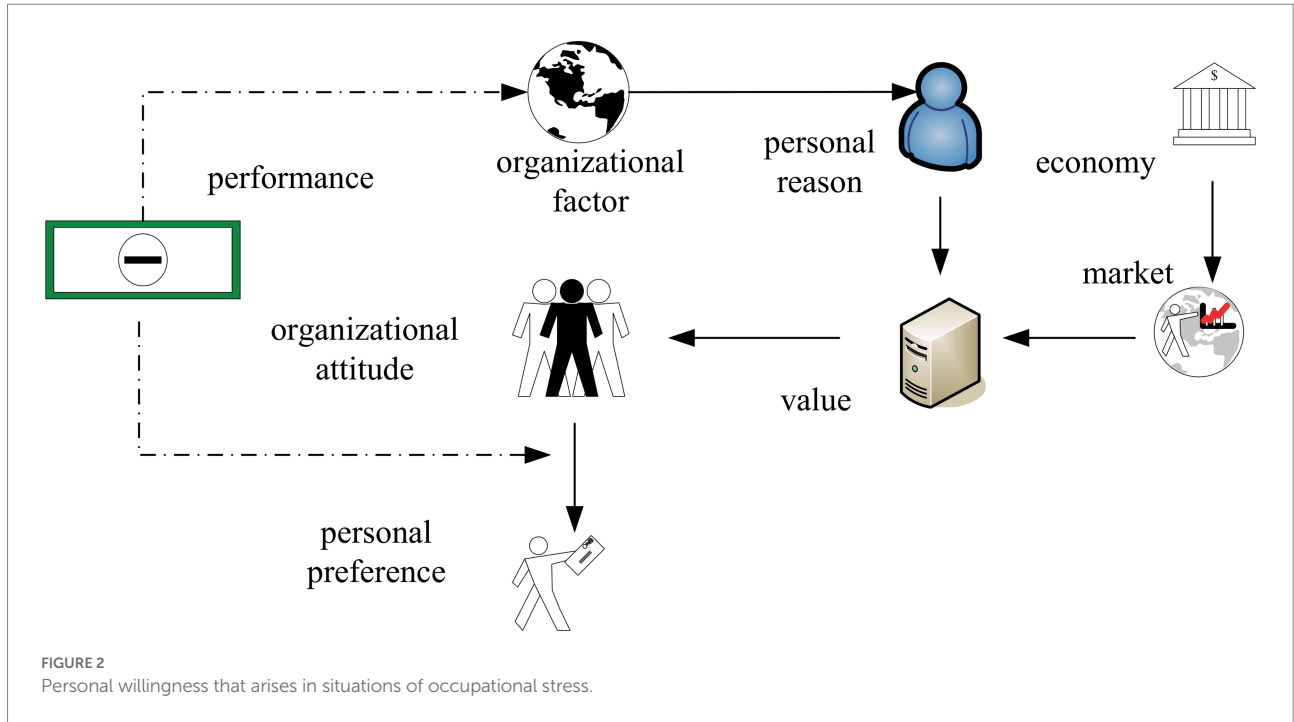 $
performance
organizational
factor
personal
reason
economy
market
organizational
attitude
value
personal
preference
FIGURE 2
Personal willingness that arises in situations of occupational stress.